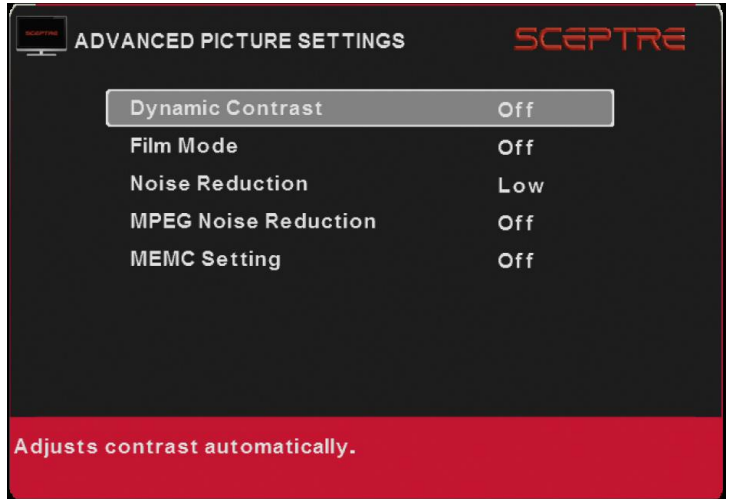 SCEPTRE
ADVANCED PICTURE SETTINGS
SCEPTRE
Dynamic Contrast Off
Film Mode Off
Noise Reduction Low
MPEG Noise Reduction Off
MEMC Setting Off
Adjusts contrast automatically.